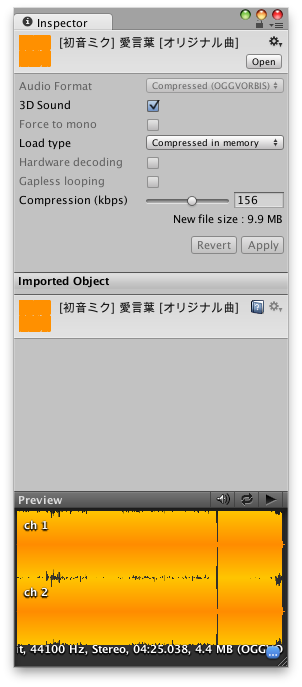 Inspector
[初音ミク] 愛言葉 [オリジナル曲]
Open
Audio Format Compressed (OGGVORBIS)
3D Sound
Force to mono
Load type Compressed in memory
Hardware decoding
Gapless looping
Compression (kbps) 156
New file size : 9.9 MB
Revert Apply
Imported Object
[初音ミク] 愛言葉 [オリジナル曲]
Preview
ch 1
ch 2
it, 44100 Hz, Stereo, 04:25.038, 4.4 MB (OGG